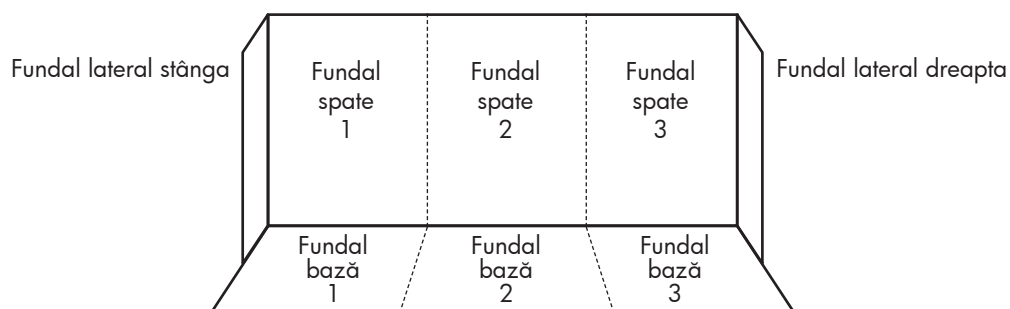 Fundal lateral stânga
Fundal
spate
1
Fundal
spate
2
Fundal
spate
3
Fundal lateral dreapta
Fundal
bază
1
Fundal
bază
2
Fundal
bază
3